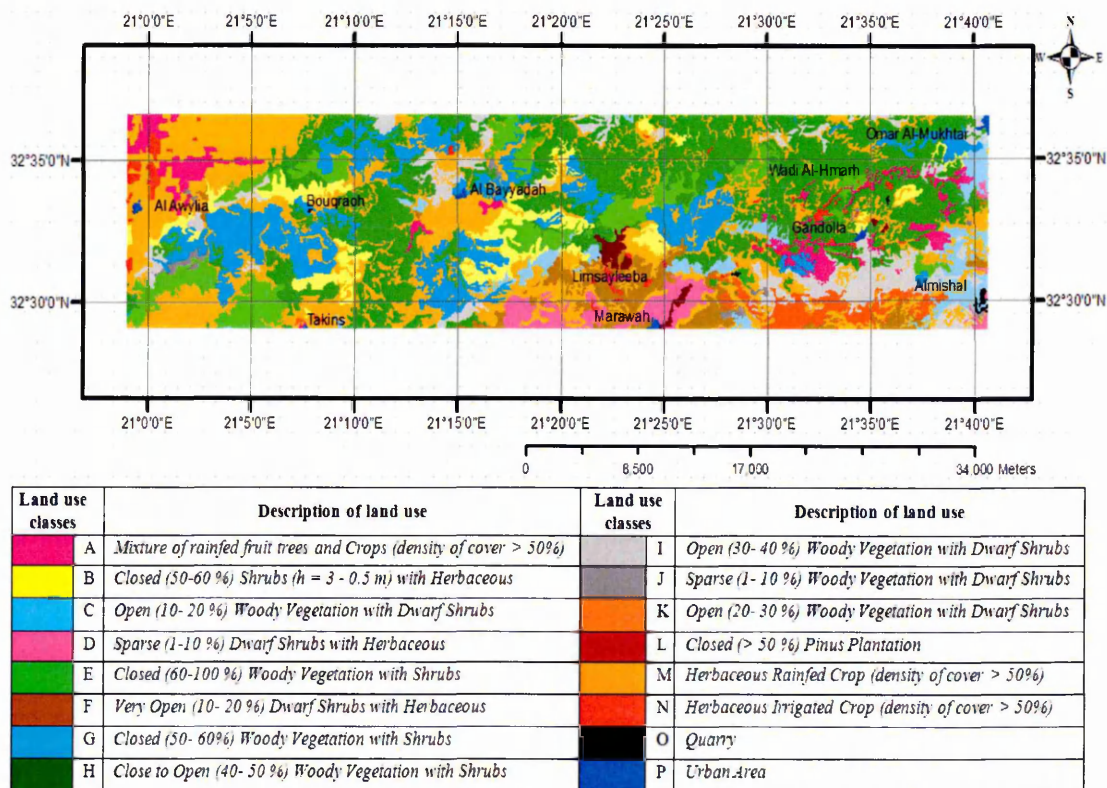 21°0'0"E 21°5'0"E 21°10'0"E 21°15'0"E 21°20'0"E 21°25'0"E 21°30'0"E 21°35'0"E 21°40'0"E
N
W E
S
Omar Al-Mukhtar
32°35'0"N 32°35'0"N
Wadi Al-Hmarh
Al Bayyadah
Al Awylia Bouqraoh
Gandolla
Limsayleeba
Almishal
32°30'0"N 32°30'0"N
Takins Marawah
21°0'0"E 21°5'0"E 21°10'0"E 21°15'0"E 21°20'0"E 21°25'0"E 21°30'0"E 21°35'0"E 21°40'0"E
0 8,500 17,000 34,000 Meters
Land use classes Description of land use Land use classes Description of land use
A Mixture of rainfed fruit trees and Crops (density of cover > 50%) I Open (30- 40 %) Woody Vegetation with Dwarf Shrubs
B Closed (50-60 %) Shrubs (h = 3 - 0.5 m) with Herbaceous J Sparse (1- 10 %) Woody Vegetation with Dwarf Shrubs
C Open (10- 20 %) Woody Vegetation with Dwarf Shrubs K Open (20- 30 %) Woody Vegetation with Dwarf Shrubs
D Sparse (1-10 %) Dwarf Shrubs with Herbaceous L Closed (> 50 %) Pinus Plantation
E Closed (60-100 %) Woody Vegetation with Shrubs M Herbaceous Rainfed Crop (density of cover > 50%)
F Very Open (10- 20 %) Dwarf Shrubs with Herbaceous N Herbaceous Irrigated Crop (density of cover > 50%)
G Closed (50- 60%) Woody Vegetation with Shrubs O Quarry
H Close to Open (40- 50 %) Woody Vegetation with Shrubs P Urban Area